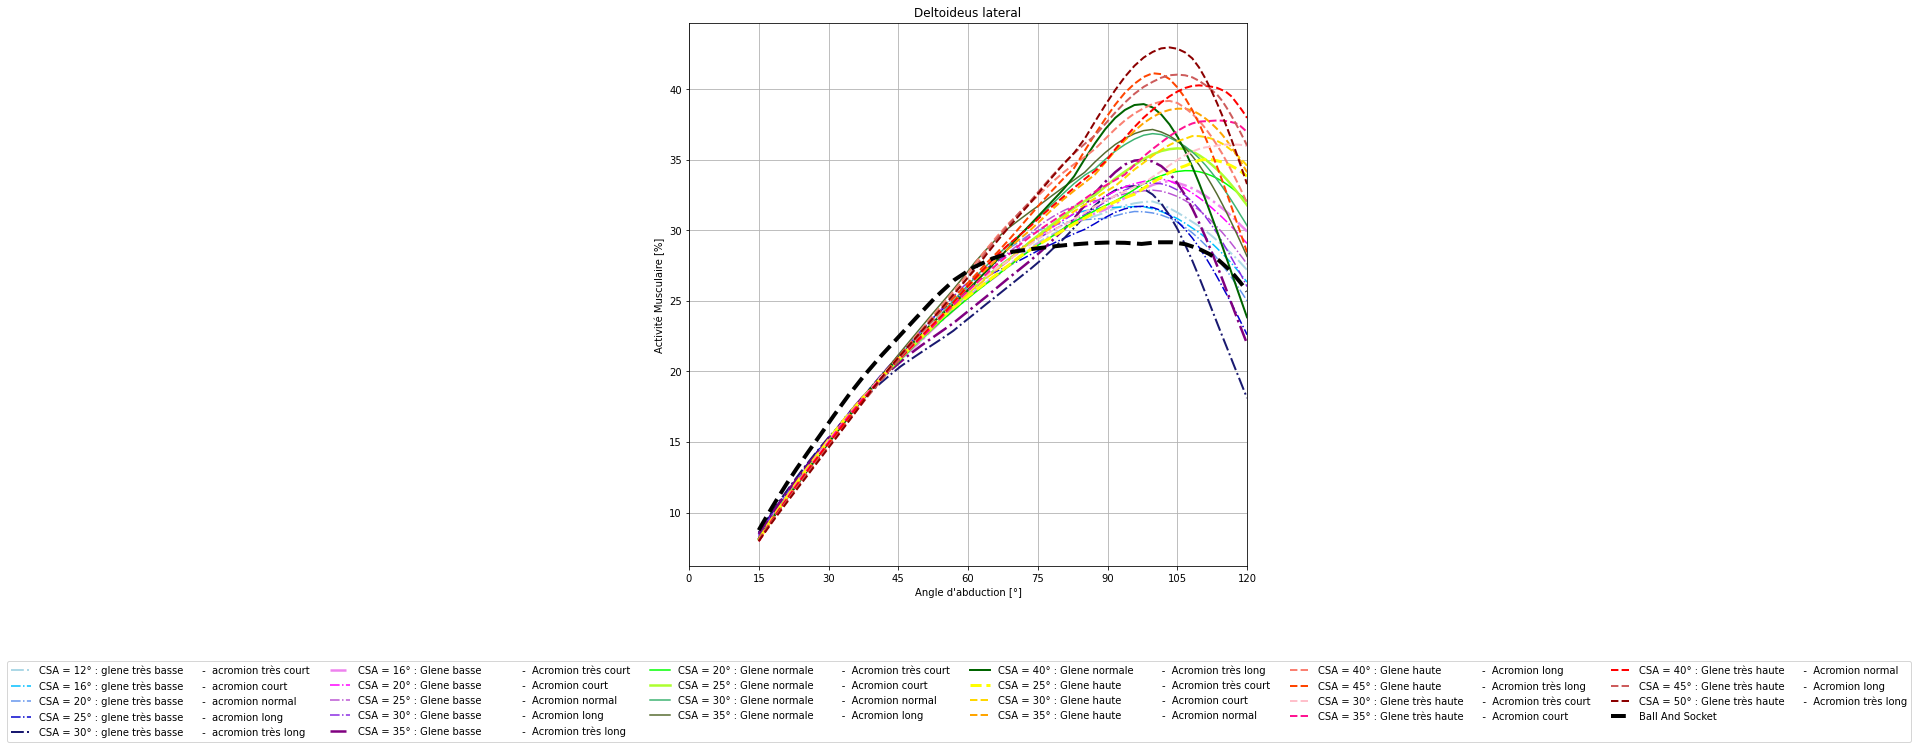 Deltoideus lateral
Activité Musculaire [%]
40
35
30
25
20
15
10
0 15 30 45 60 75 90 105 120
Angle d'abduction [°]
CSA = 12° : glene très basse - acromion très court
CSA = 16° : glene très basse - acromion court
CSA = 20° : glene très basse - acromion normal
CSA = 25° : glene très basse - acromion long
CSA = 30° : glene très basse - acromion très long
CSA = 16° : Glene basse - Acromion très court
CSA = 20° : Glene basse - Acromion court
CSA = 25° : Glene basse - Acromion normal
CSA = 30° : Glene basse - Acromion long
CSA = 35° : Glene basse - Acromion très long
CSA = 20° : Glene normale - Acromion très court
CSA = 25° : Glene normale - Acromion court
CSA = 30° : Glene normale - Acromion normal
CSA = 35° : Glene normale - Acromion long
CSA = 40° : Glene normale - Acromion très long
CSA = 25° : Glene haute - Acromion très court
CSA = 30° : Glene haute - Acromion court
CSA = 35° : Glene haute - Acromion normal
CSA = 40° : Glene haute - Acromion long
CSA = 45° : Glene haute - Acromion très long
CSA = 30° : Glene très haute - Acromion très court
CSA = 35° : Glene très haute - Acromion court
CSA = 40° : Glene très haute - Acromion normal
CSA = 45° : Glene très haute - Acromion long
CSA = 50° : Glene très haute - Acromion très long
Ball And Socket